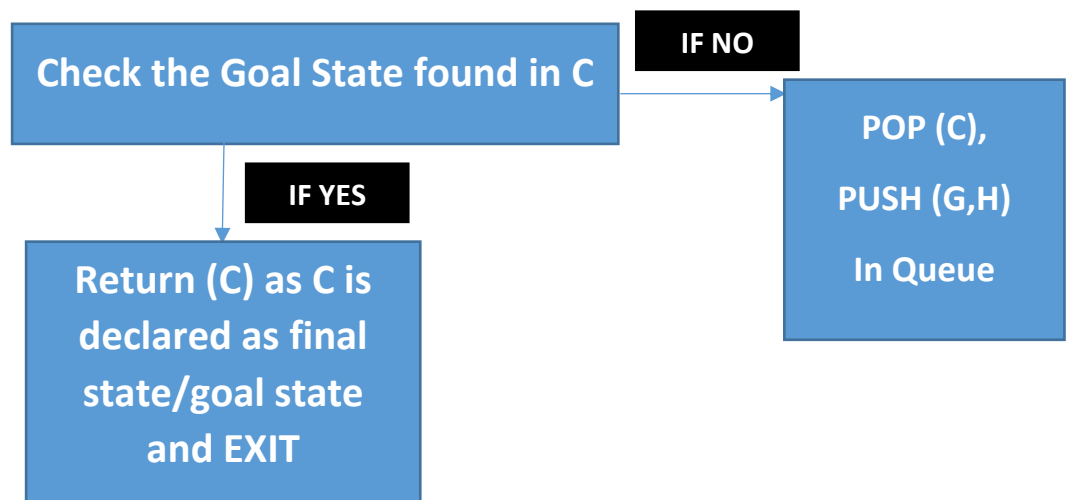 Check the Goal State found in C
IF NO
POP (C),
PUSH (G,H)
In Queue
IF YES
Return (C) as C is
declared as final
state/goal state
and EXIT